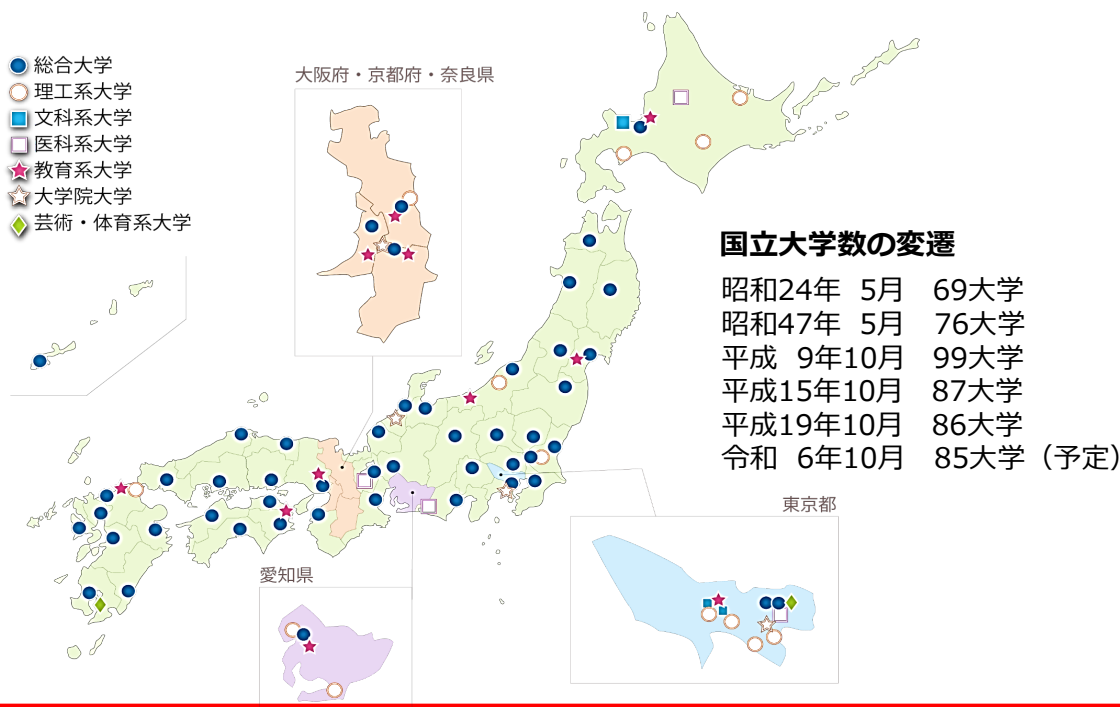 総合大学
理工系大学
文科系大学
医科系大学
教育系大学
大学院大学
芸術・体育系大学
大阪府・京都府・奈良県
国立大学数の変遷
昭和24年 5月 69大学
昭和47年 5月 76大学
平成 9年10月 99大学
平成15年10月 87大学
平成19年10月 86大学
令和 6年10月 85大学（予定）
東京都
愛知県